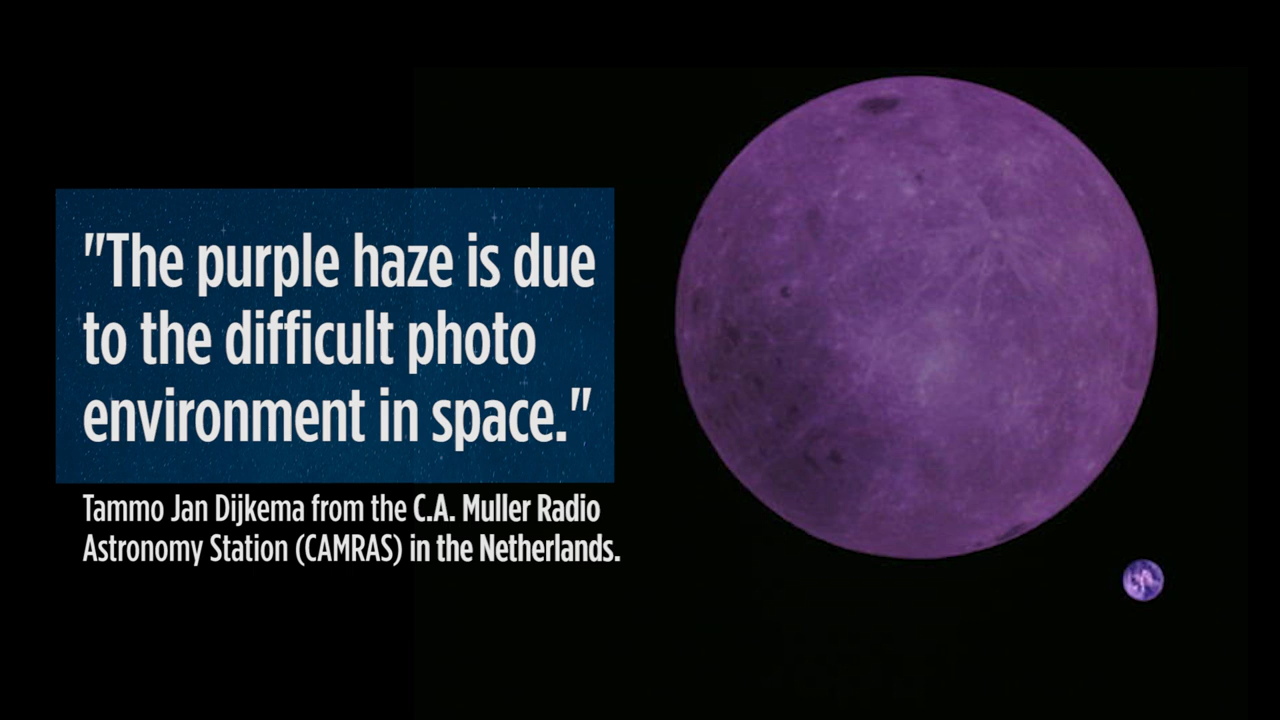 "The purple haze is due
to the difficult photo
environment in space."
Tammo Jan Dijkema from the C.A. Muller Radio
Astronomy Station (CAMRAS) in the Netherlands.